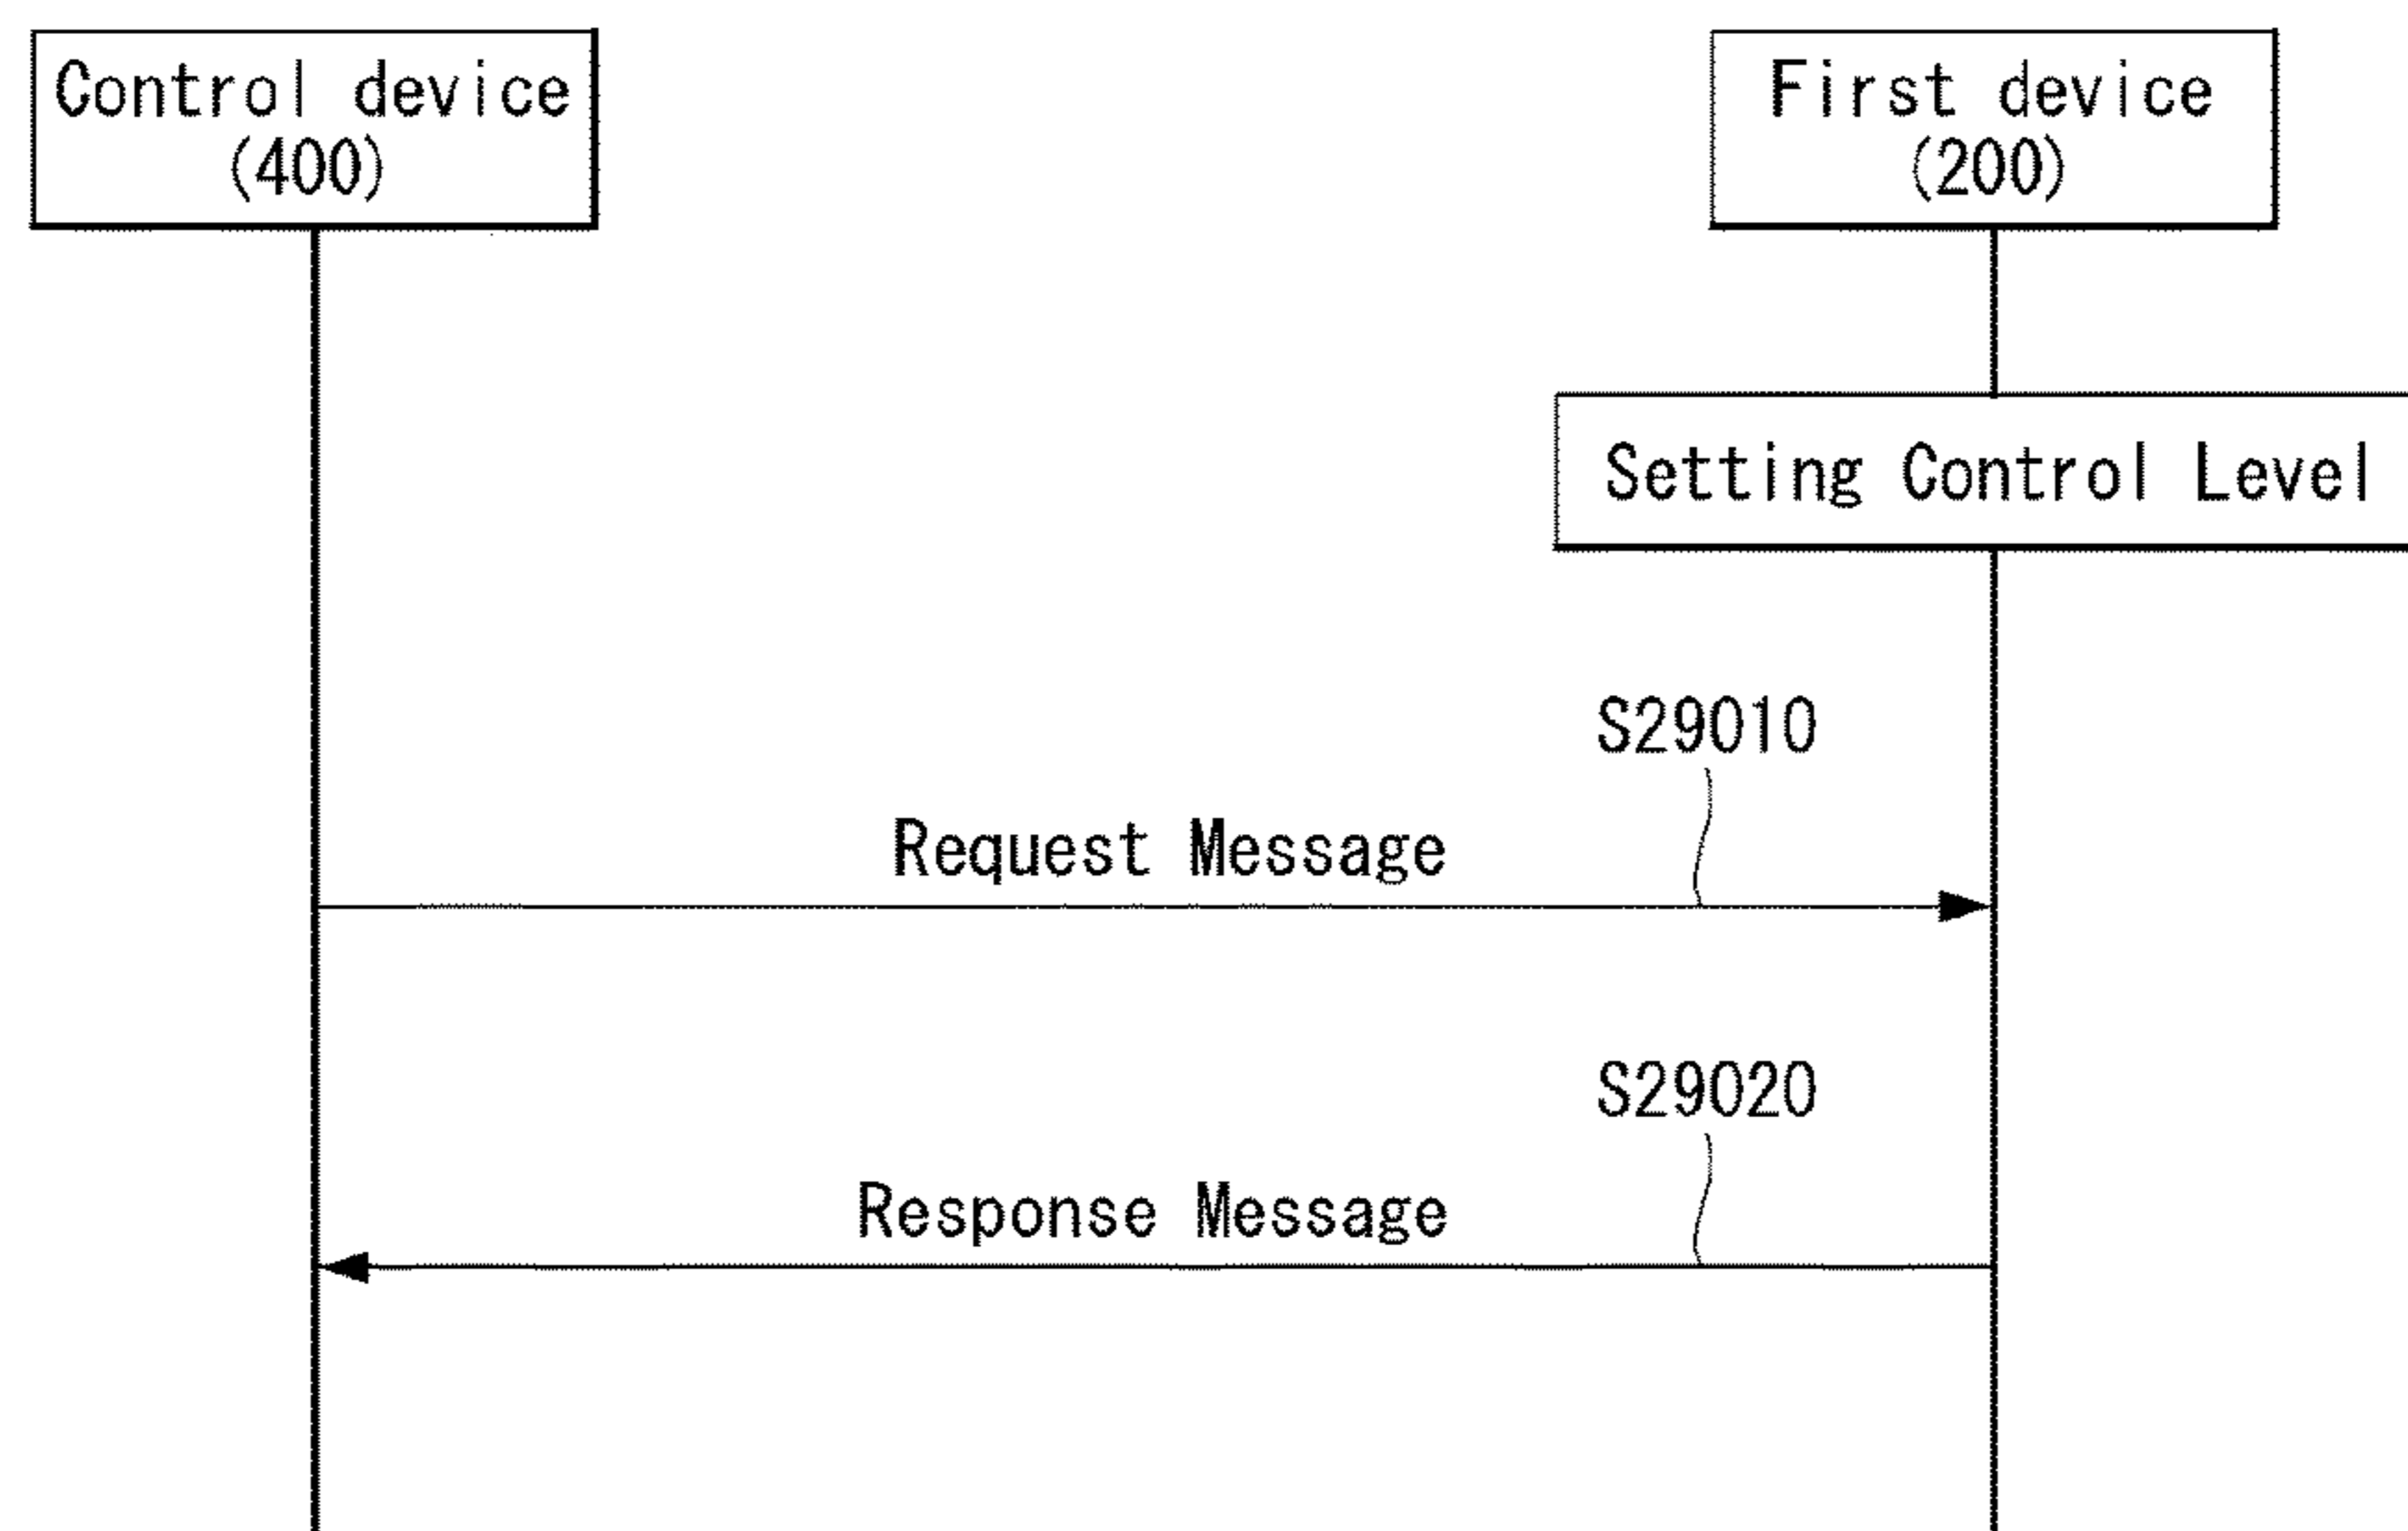 Control device
(400)
First device
(200)
Setting Control Level
S29010
Request Message
S29020
Response Message